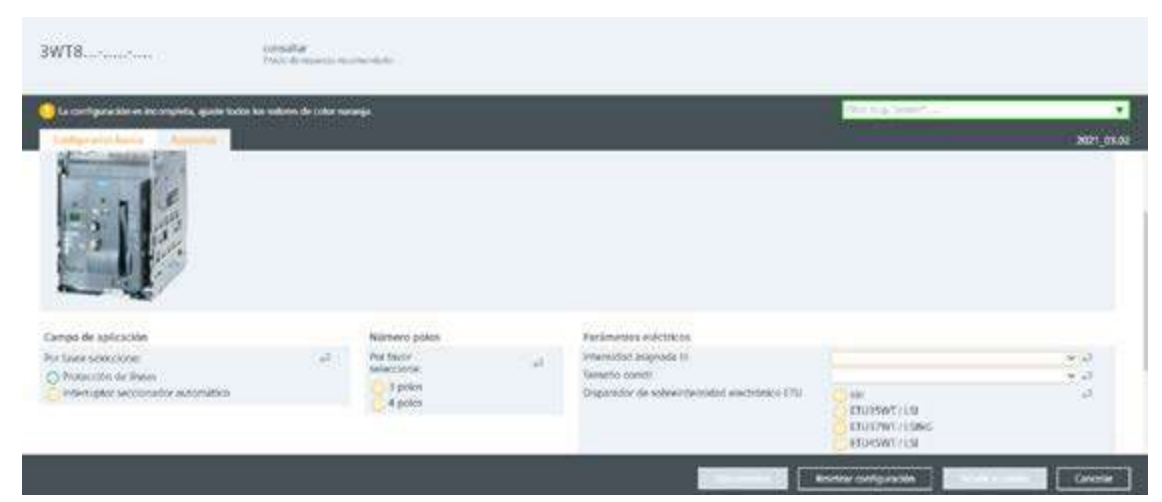 3WT8....-.....-....
consultar
La configuración es incompleta, ajuste todos los valores de color naranja.
Configuración básica Accesorios
2021_03.02
Campo de aplicación
Por favor seleccione:
Protección de líneas
Interruptor seccionador automático
Número polos
Por favor
seleccione:
3 polos
4 polos
Parámetros eléctricos
Intensidad asignada In
Tamaño constr.
Disparador de sobreintensidad electrónico ETU
sin
ETU35WT / LSI
ETU37WT / LSING
ETU45WT / LSI
Resetear configuración
Cancelar